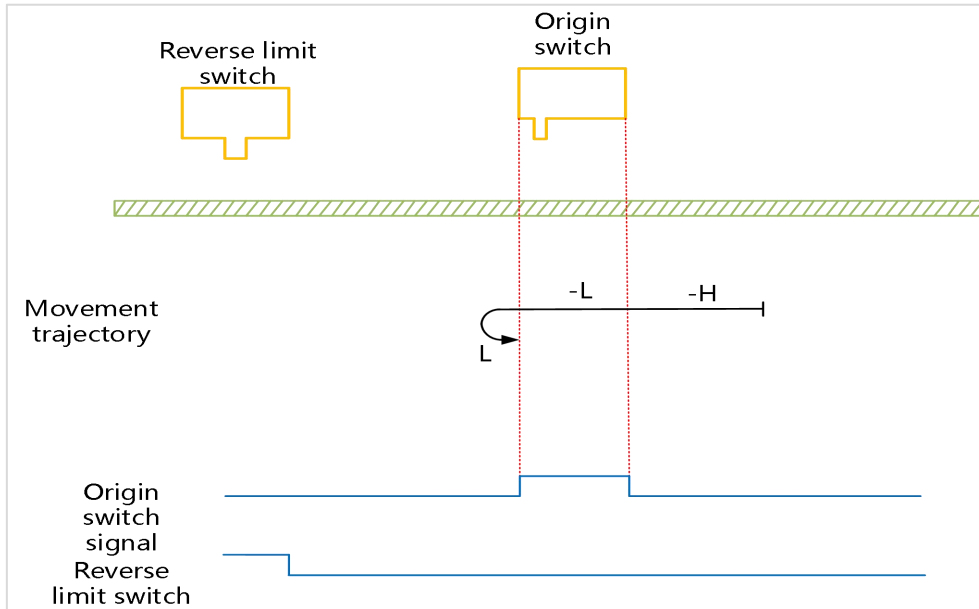 Origin
switch
Reverse limit
switch
-L
-H
Movement
trajectory
L
Origin
switch
signal
Reverse
limit switch